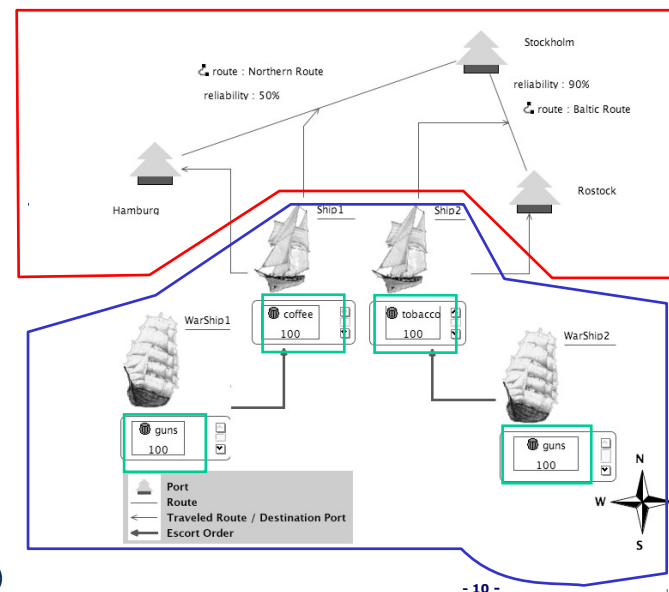 Stockholm
route : Northern Route
reliability : 50%
reliability : 90%
route : Baltic Route
Hamburg
Rostock
Ship1
Ship2
coffee
100
tobacco
100
WarShip1
WarShip2
guns
100
guns
100
Port
Route
Traveled Route / Destination Port
Escort Order
N
W
S
- 10 -